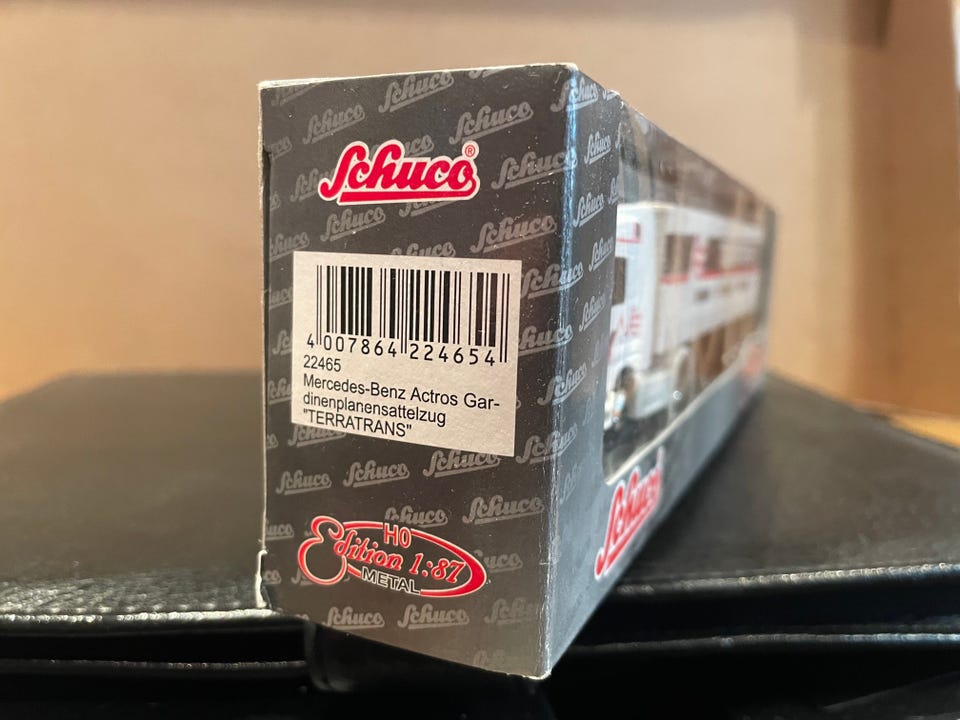 Schuco®
4 007864 224654
22465
Mercedes-Benz Actros Gar-
dinenplanensattelzug
"TERRATRANS"
H0
Edition 1:87
METAL
Schuco